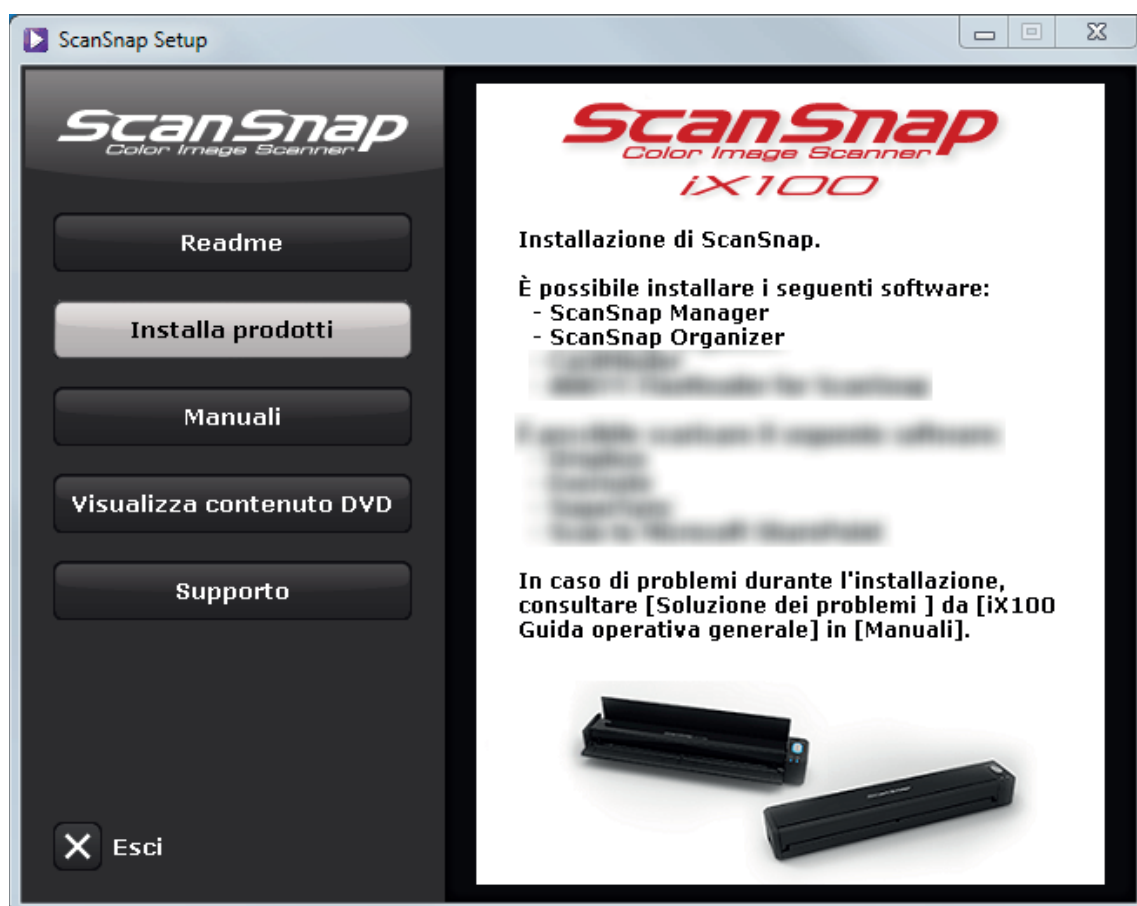 ScanSnap Setup
ScanSnap
Color Image Scanner
Readme
Installa prodotti
Manuali
Visualizza contenuto DVD
Supporto
Esci
ScanSnap
Color Image Scanner
iX100
Installazione di ScanSnap.
È possibile installare i seguenti software:
- ScanSnap Manager
- ScanSnap Organizer
In caso di problemi durante l'installazione,
consultare [Soluzione dei problemi ] da [iX100
Guida operativa generale] in [Manuali].